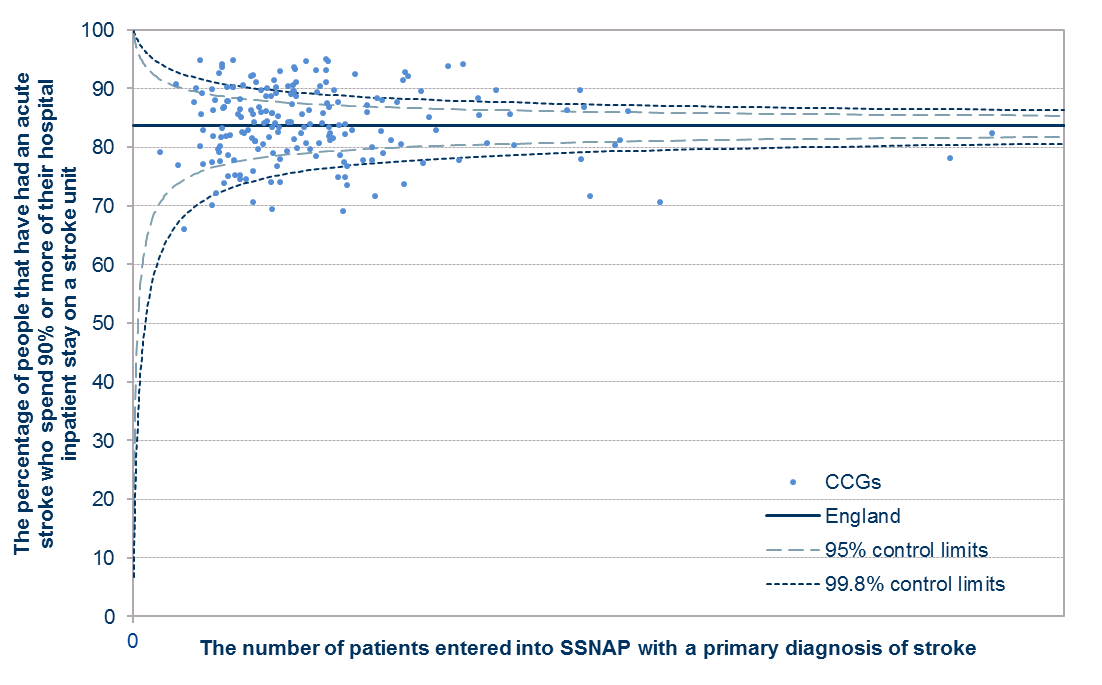 The percentage of people that have had an acute
stroke who spend 90% or more of their hospital
inpatient stay on a stroke unit
100
90
80
70
60
50
40
30
20
10
0
0
CCGs
England
95% control limits
99.8% control limits
The number of patients entered into SSNAP with a primary diagnosis of stroke